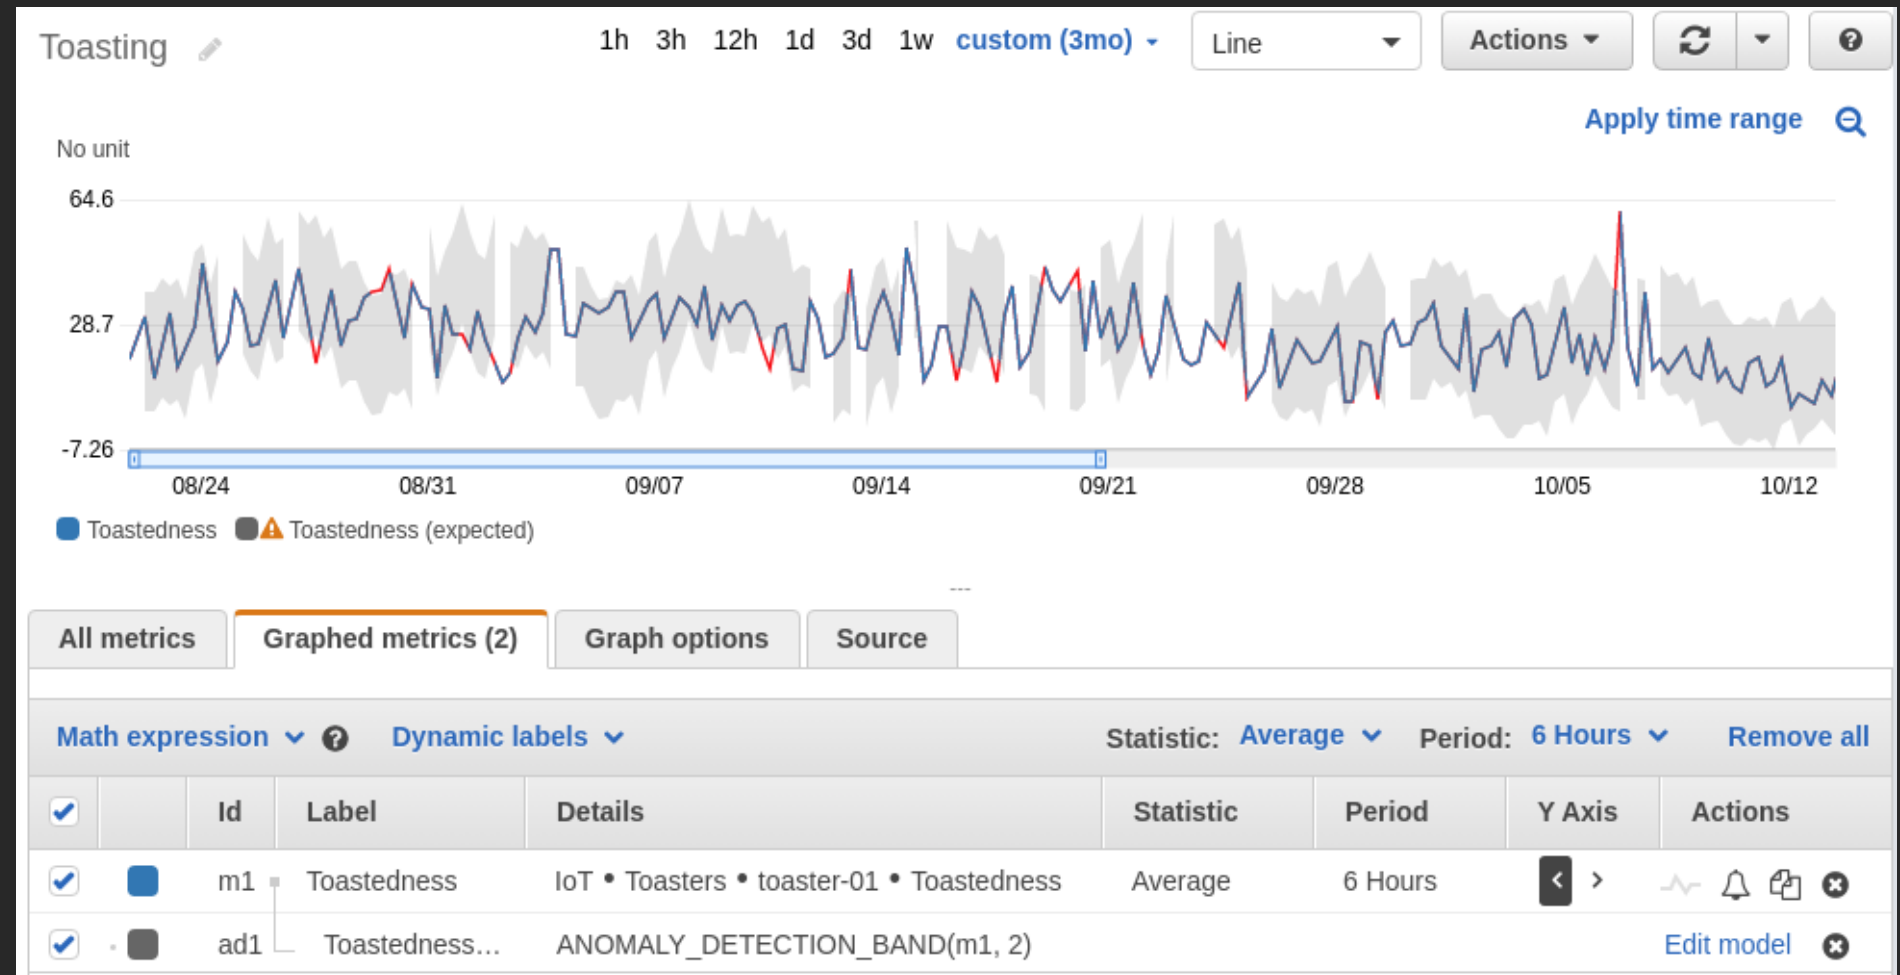 Toasting 1h 3h 12h 1d 3d 1w custom (3mo) Line Actions
Apply time range
No unit
64.6
28.7
-7.26
08/24 08/31 09/07 09/14 09/21 09/28 10/05 10/12
Toastedness Toastedness (expected)
---
All metrics Graphed metrics (2) Graph options Source
Math expression Dynamic labels Statistic: Average Period: 6 Hours Remove all
Id Label Details Statistic Period Y Axis Actions
m1 Toastedness IoT • Toasters • toaster-01 • Toastedness Average 6 Hours < >
ad1 Toastedness… ANOMALY_DETECTION_BAND(m1, 2) Edit model